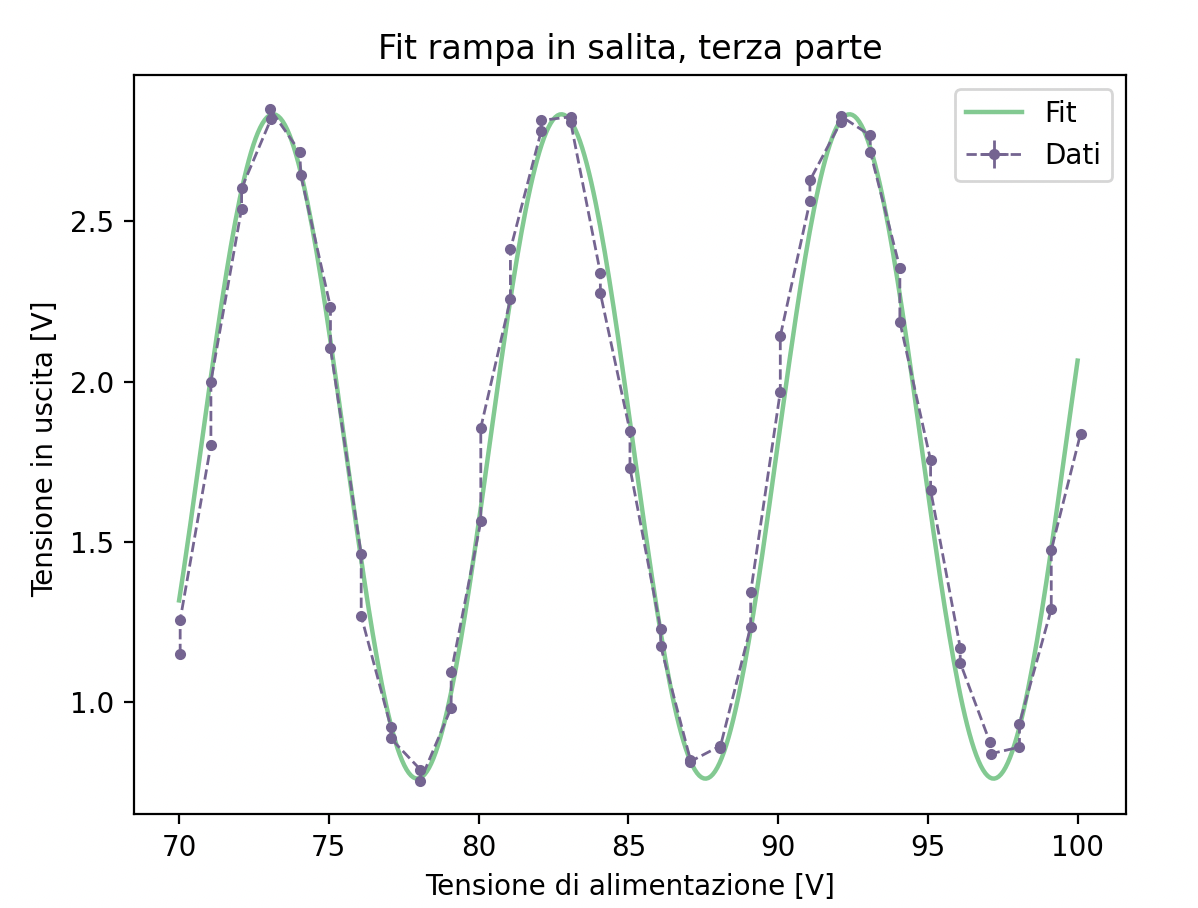 Fit rampa in salita, terza parte
Fit
Dati
Tensione in uscita [V]
2.5
2.0
1.5
1.0
70 75 80 85 90 95 100
Tensione di alimentazione [V]